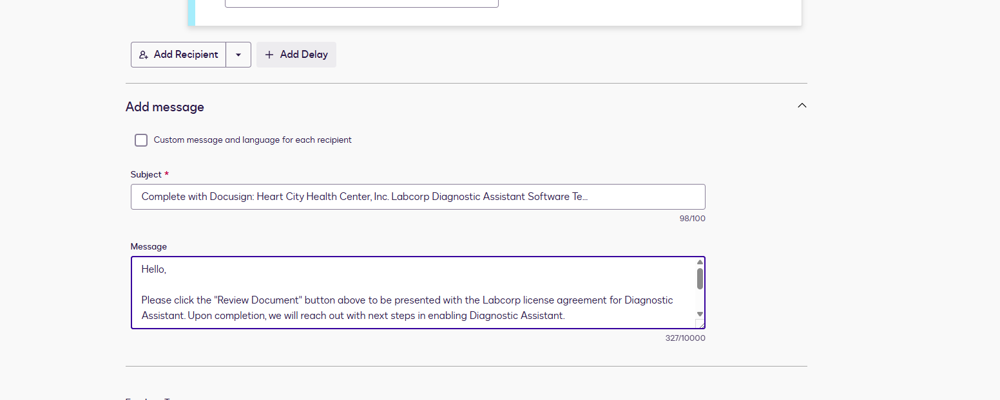 Add Recipient
Add Delay
Add message
Custom message and language for each recipient
Subject *
Complete with Docusign: Heart City Health Center, Inc. Labcorp Diagnostic Assistant Software Te...
98/100
Message
Hello,
Please click the "Review Document" button above to be presented with the Labcorp license agreement for Diagnostic
Assistant. Upon completion, we will reach out with next steps in enabling Diagnostic Assistant.
327/10000